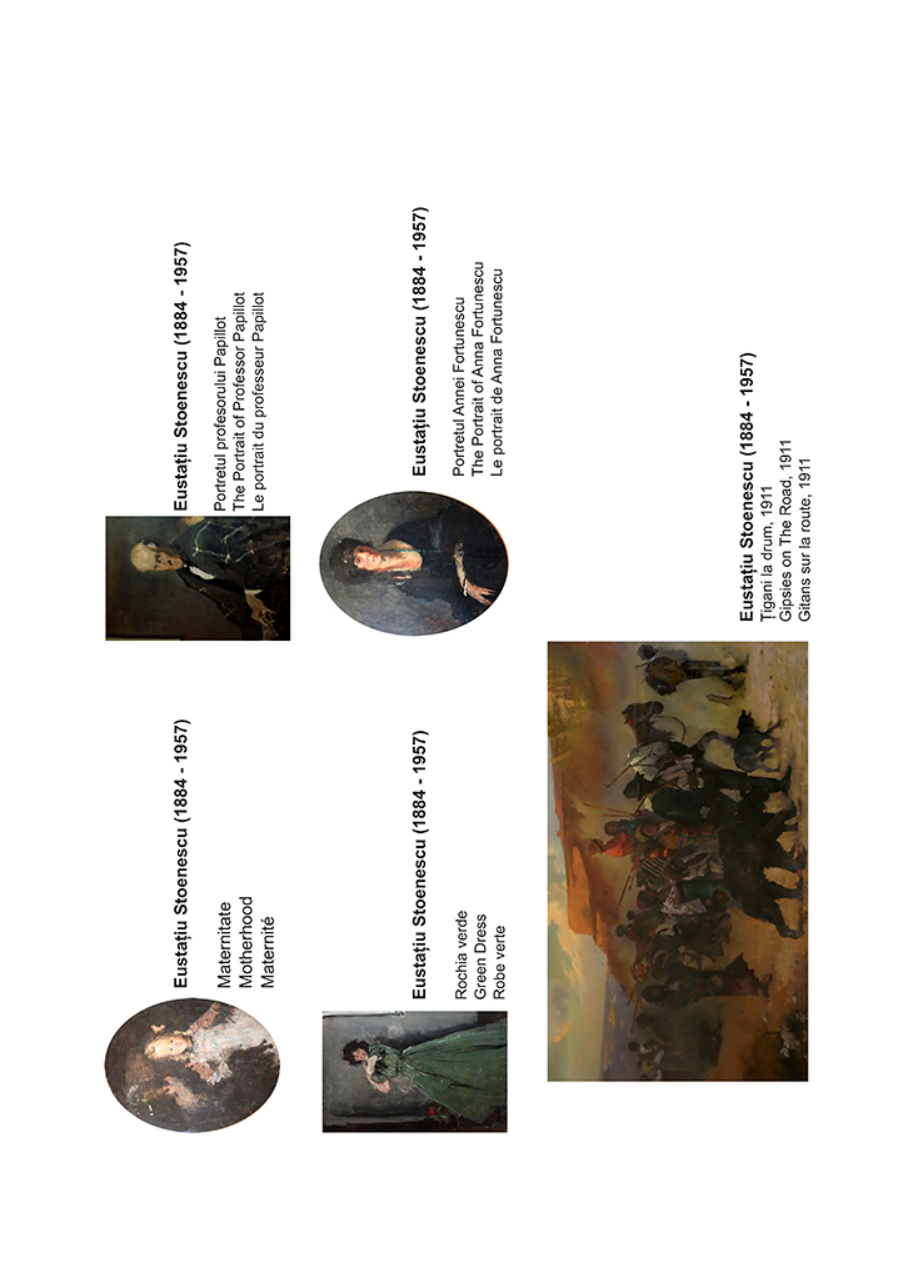 Eustațiu Stoenescu (1884 - 1957)
Maternitate
Motherhood
Maternité
Eustațiu Stoenescu (1884 - 1957)
Portretul profesorului Papillot
The Portrait of Professor Papillot
Le portrait du professeur Papillot
Eustațiu Stoenescu (1884 - 1957)
Rochia verde
Green Dress
Robe verte
Eustațiu Stoenescu (1884 - 1957)
Portretul Annei Fortunescu
The Portrait of Anna Fortunescu
Le portrait de Anna Fortunescu
Eustațiu Stoenescu (1884 - 1957)
Țigani la drum, 1911
Gipsies on The Road, 1911
Gitans sur la route, 1911